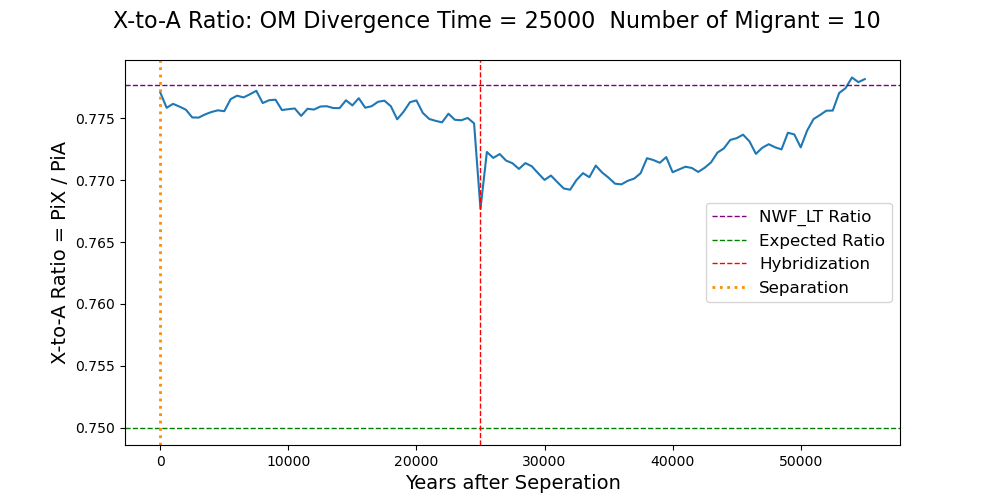 X-to-A Ratio: OM Divergence Time = 25000  Number of Migrant = 10
X-to-A Ratio = PiX / PiA
0.775
0.770
0.765
0.760
0.755
0.750
NWF_LT Ratio
Expected Ratio
Hybridization
Separation
0 10000 20000 30000 40000 50000
Years after Seperation